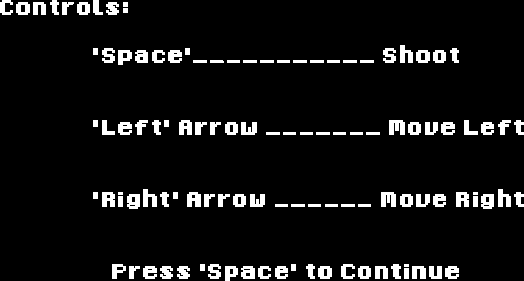 Controls:
'Space'___________ Shoot
'Left' Arrow _______ Move Left
'Right' Arrow ______ Move Right
Press 'Space' to Continue